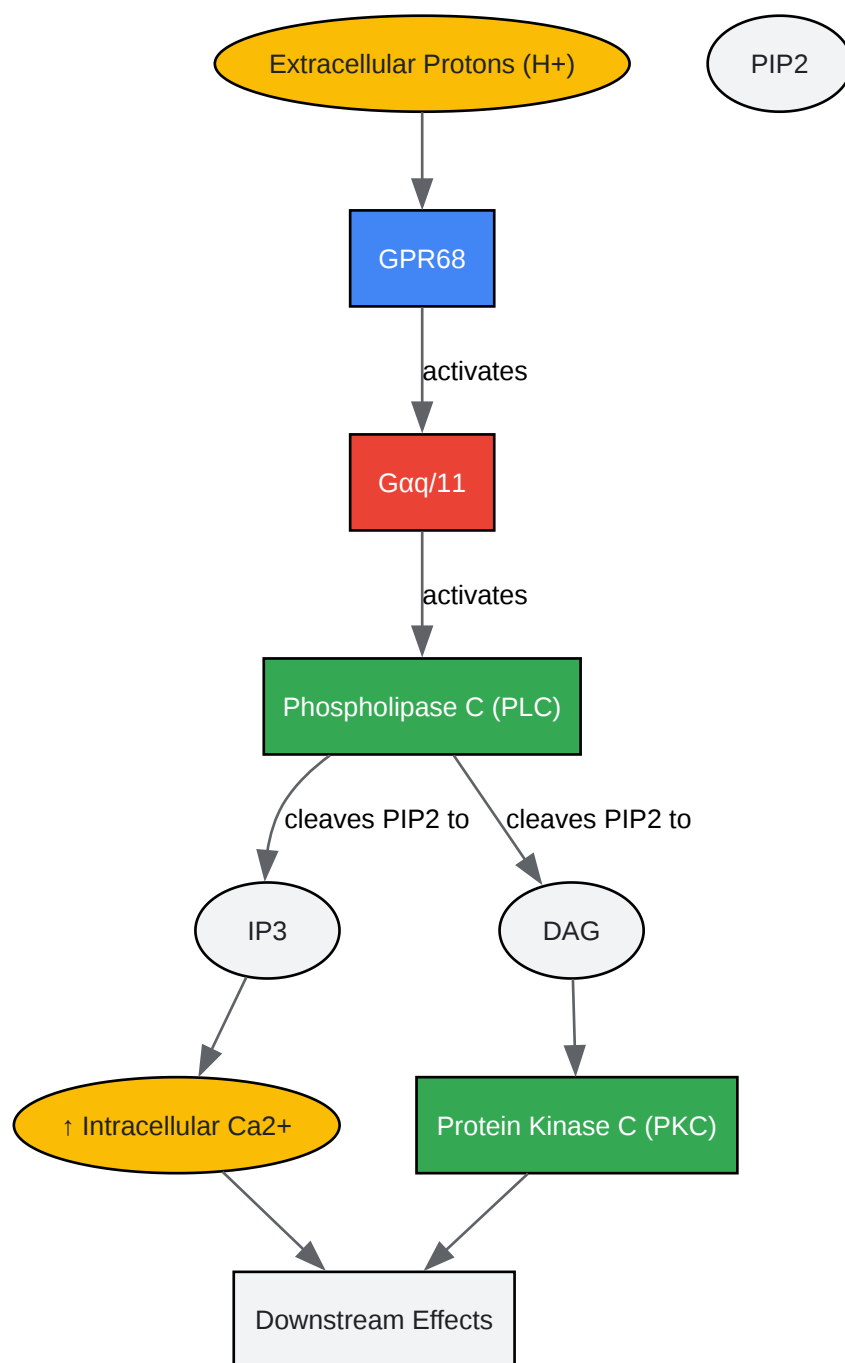 Extracellular Protons (H+)
PIP2
GPR68
activates
Gαq/11
activates
Phospholipase C (PLC)
cleaves PIP2 to
cleaves PIP2 to
IP3
DAG
↑ Intracellular Ca2+
Protein Kinase C (PKC)
Downstream Effects